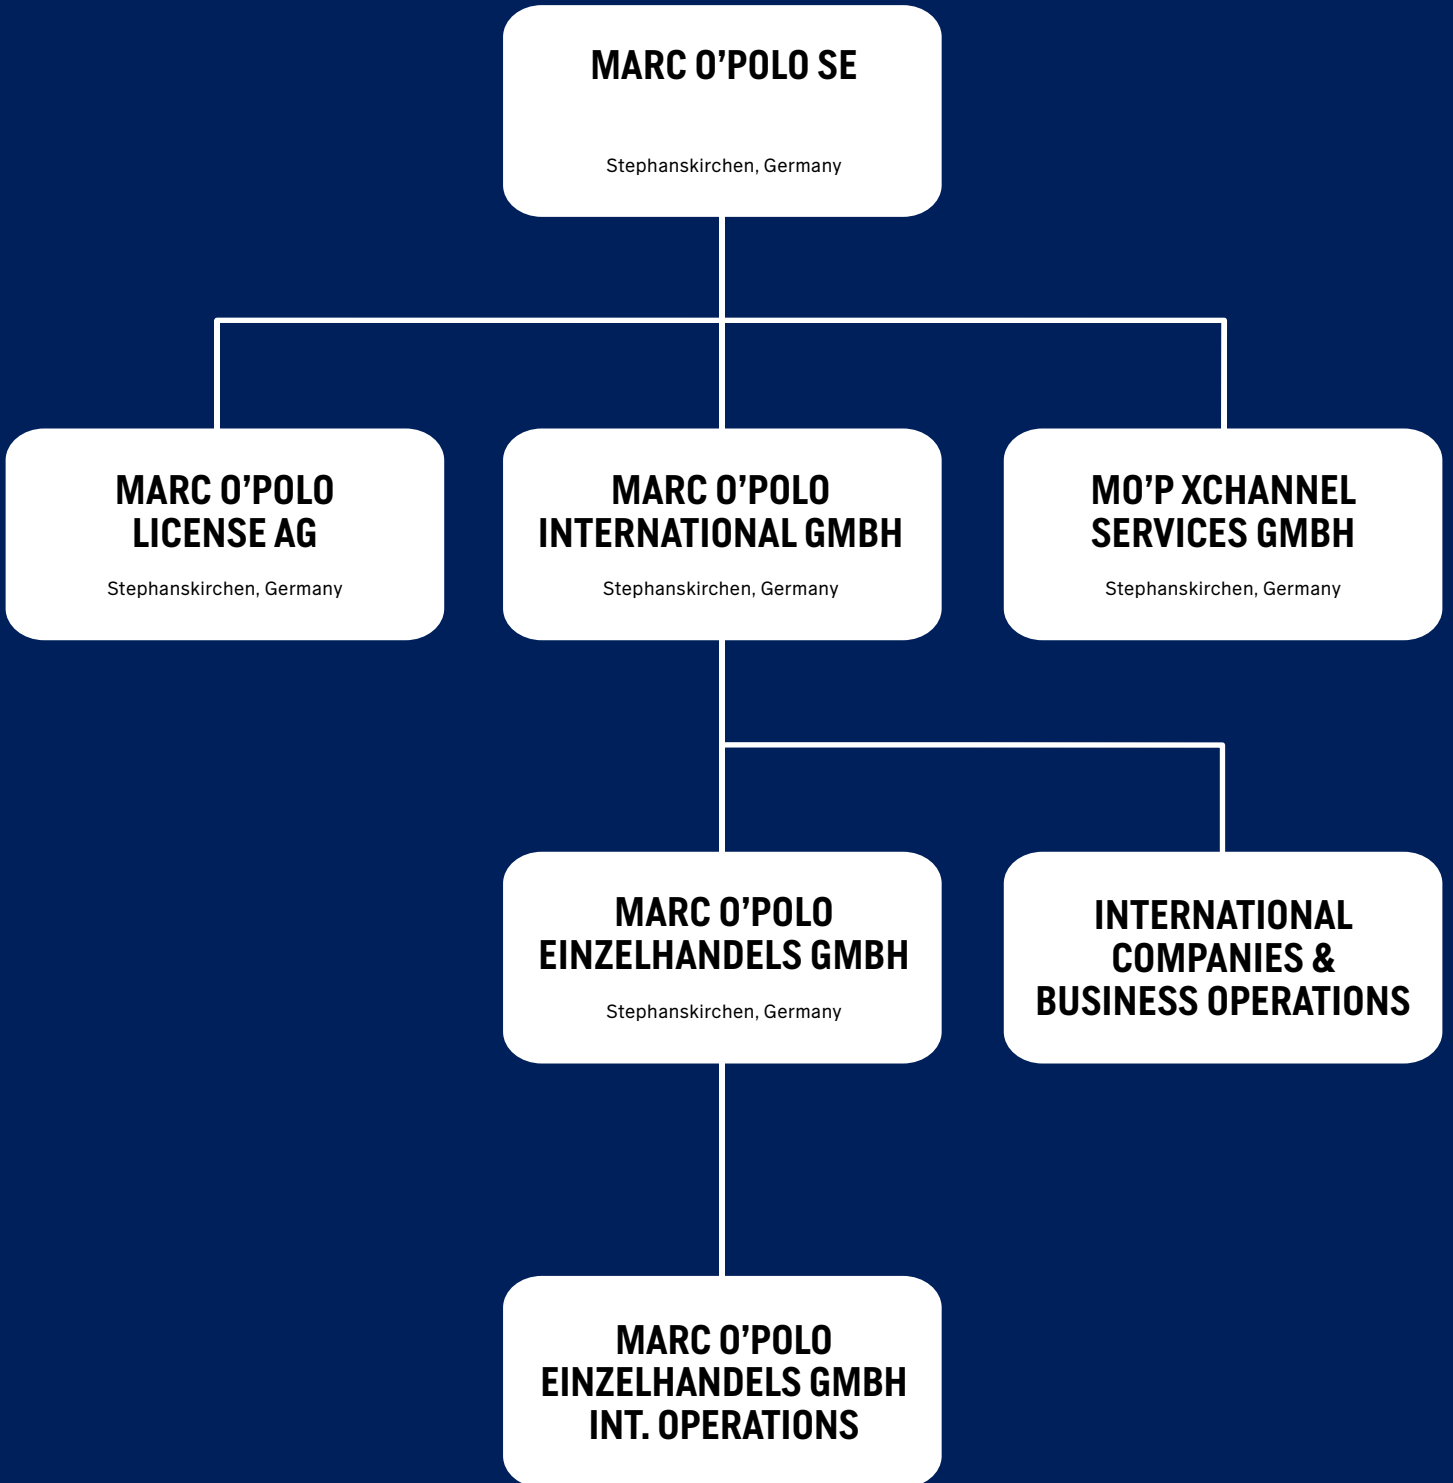 MARC O’POLO SE
Stephanskirchen, Germany
MARC O’POLO
LICENSE AG
Stephanskirchen, Germany
MARC O’POLO
INTERNATIONAL GMBH
Stephanskirchen, Germany
MO’P XCHANNEL
SERVICES GMBH
Stephanskirchen, Germany
MARC O’POLO
EINZELHANDELS GMBH
Stephanskirchen, Germany
INTERNATIONAL
COMPANIES &
BUSINESS OPERATIONS
MARC O’POLO
EINZELHANDELS GMBH
INT. OPERATIONS